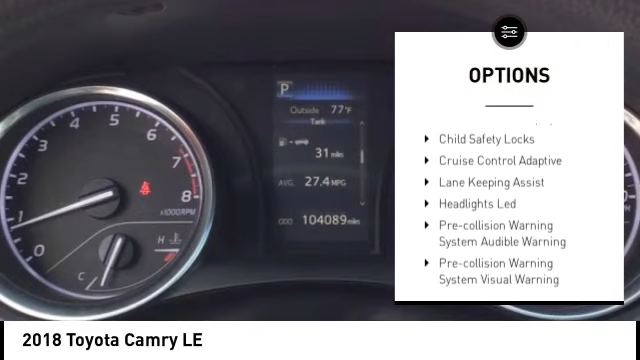 OPTIONS
Child Safety Locks
Cruise Control Adaptive
Lane Keeping Assist
Headlights Led
Pre-collision Warning
System Audible Warning
Pre-collision Warning
System Visual Warning
P
Outside 77°F
Tank
31 miles
AVG. 27.4 MPG
ODO 104089 miles
0
1
2
3
4
5
6
7
8
x1000RPM
H
C
2018 Toyota Camry LE